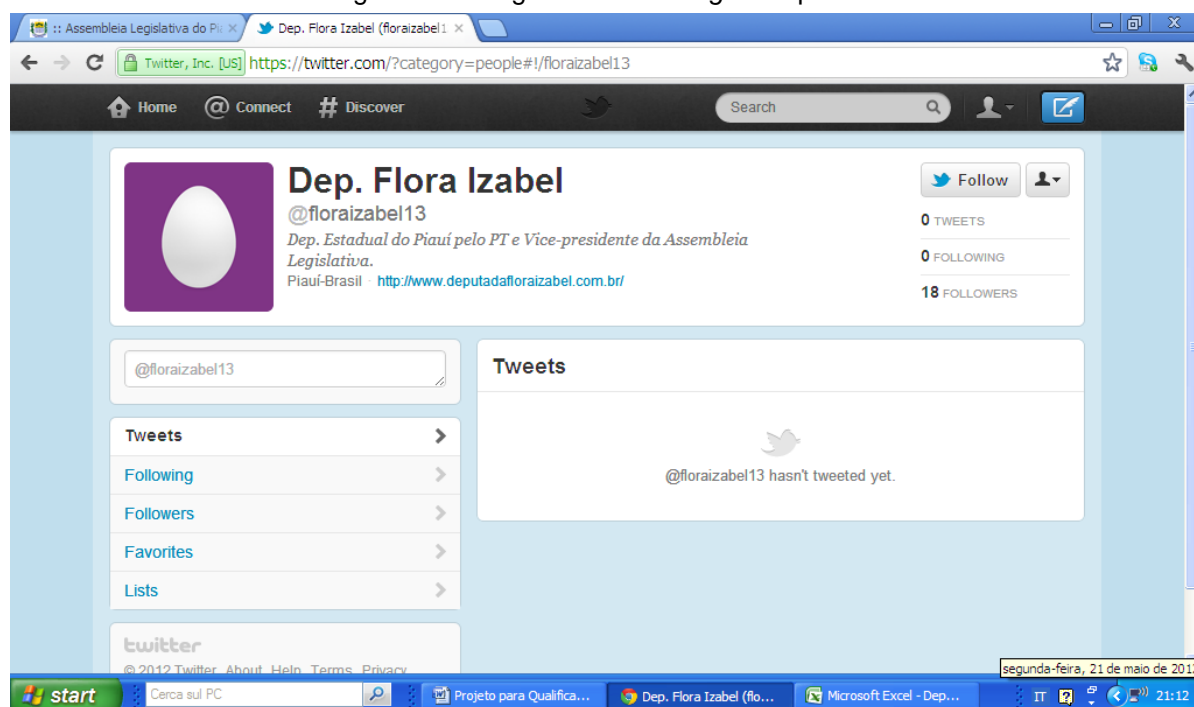 :: Assembleia Legislativa do Pi
Dep. Flora Izabel (floraizabel1
Twitter, Inc. [US] https://twitter.com/?category=people#!/floraizabel13
Home @ Connect # Discover Search
Dep. Flora Izabel
@floraizabel13
Dep. Estadual do Piauí pelo PT e Vice-presidente da Assembleia
Legislativa.
Piauí-Brasil · http://www.deputadafloraizabel.com.br/
Follow
0 TWEETS
0 FOLLOWING
18 FOLLOWERS
@floraizabel13
Tweets
Following
Followers
Favorites
Lists
Tweets
@floraizabel13 hasn't tweeted yet.
twitter
© 2012 Twitter About Help Terms Privacy
segunda-feira, 21 de maio de
start
Cerca sul PC
Projeto para Qualifica...
Dep. Flora Izabel (flo...
Microsoft Excel - Dep...
IT
21:12